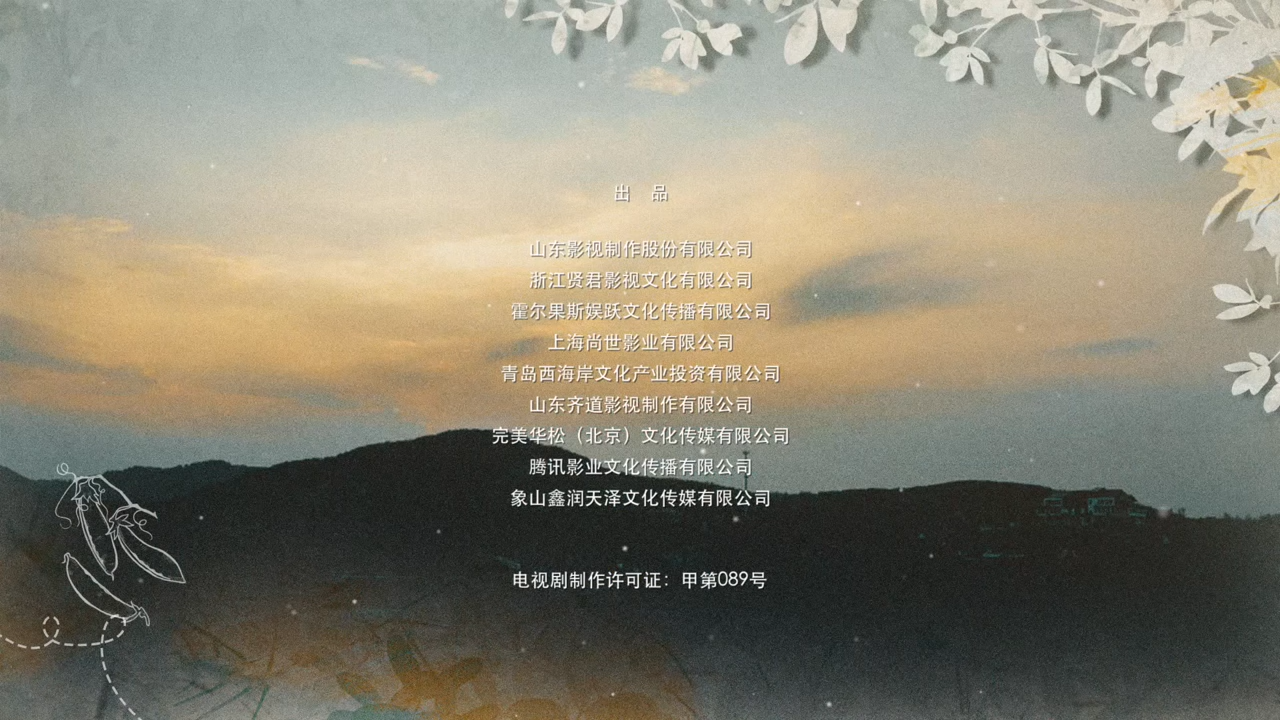 出 品
山东影视制作股份有限公司
浙江贤君影视文化有限公司
霍尔果斯娱跃文化传播有限公司
上海尚世影业有限公司
青岛西海岸文化产业投资有限公司
山东齐道影视制作有限公司
完美华松（北京）文化传媒有限公司
腾讯影业文化传播有限公司
象山鑫润天泽文化传媒有限公司
电视剧制作许可证：甲第089号